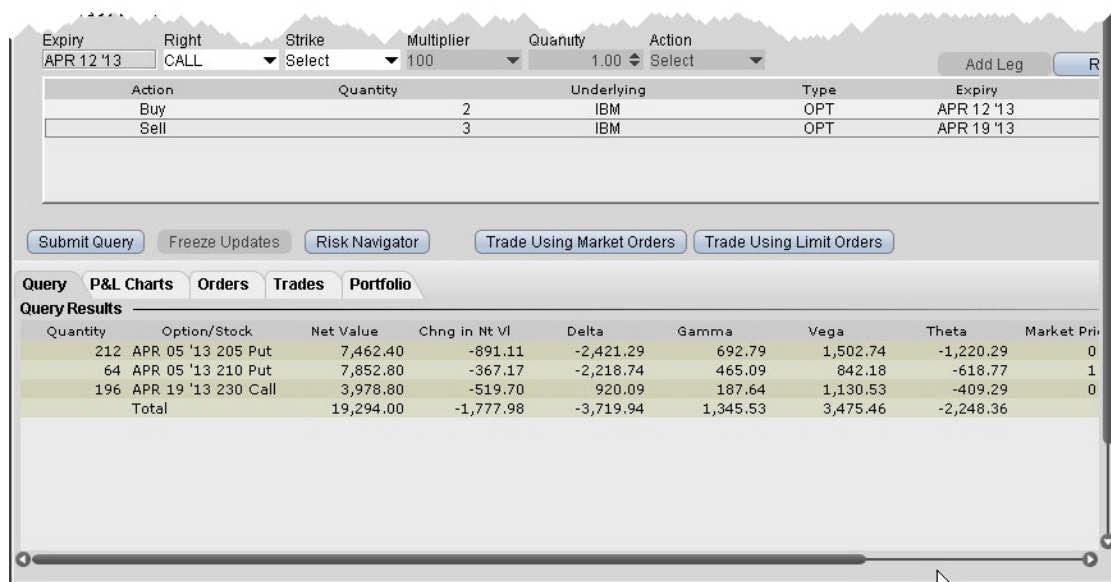 Expiry Right Strike Multiplier Quanuty Action
APR 12 '13 CALL Select 100 1.00 Select Add Leg R
Action Quantity Underlying Type Expiry
Buy 2 IBM OPT APR 12 '13
Sell 3 IBM OPT APR 19 '13
Submit Query Freeze Updates Risk Navigator Trade Using Market Orders Trade Using Limit Orders
Query P&L Charts Orders Trades Portfolio
Query Results
Quantity Option/Stock Net Value Chng in Nt Vl Delta Gamma Vega Theta Market Pri
212 APR 05 '13 205 Put 7,462.40 -891.11 -2,421.29 692.79 1,502.74 -1,220.29 0
64 APR 05 '13 210 Put 7,852.80 -367.17 -2,218.74 465.09 842.18 -618.77 1
196 APR 19 '13 230 Call 3,978.80 -519.70 920.09 187.64 1,130.53 -409.29 0
Total 19,294.00 -1,777.98 -3,719.94 1,345.53 3,475.46 -2,248.36